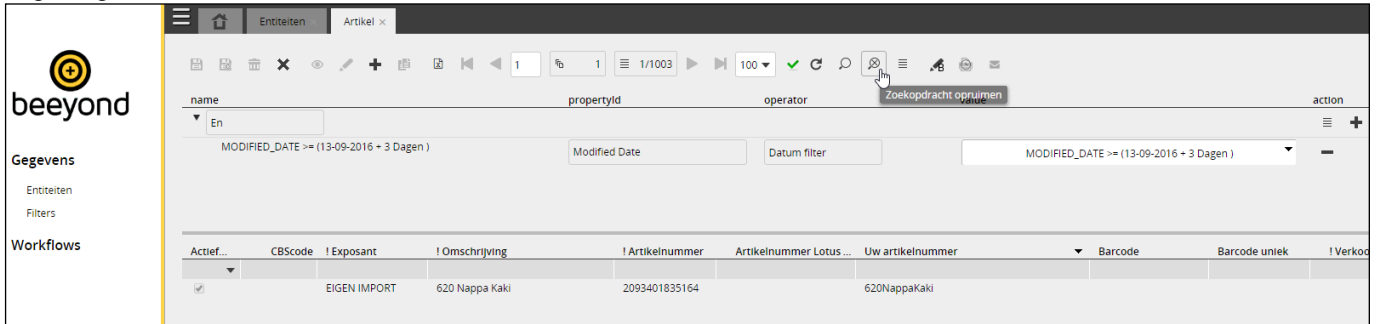 Entiteiten ×
Artikel ×
beeyond
Gegevens
Entiteiten
Filters
Workflows
1
1
1/1003
100
Zoekopdracht opruimen
name propertyId operator action
En
MODIFIED_DATE >= (13-09-2016 + 3 Dagen ) Modified Date Datum filter MODIFIED_DATE >= (13-09-2016 + 3 Dagen )
Actief... CBScode ! Exposant ! Omschrijving ! Artikelnummer Artikelnummer Lotus ... Uw artikelnummer Barcode Barcode uniek ! Verkoo
EIGEN IMPORT 620 Nappa Kaki 2093401835164 620NappaKaki